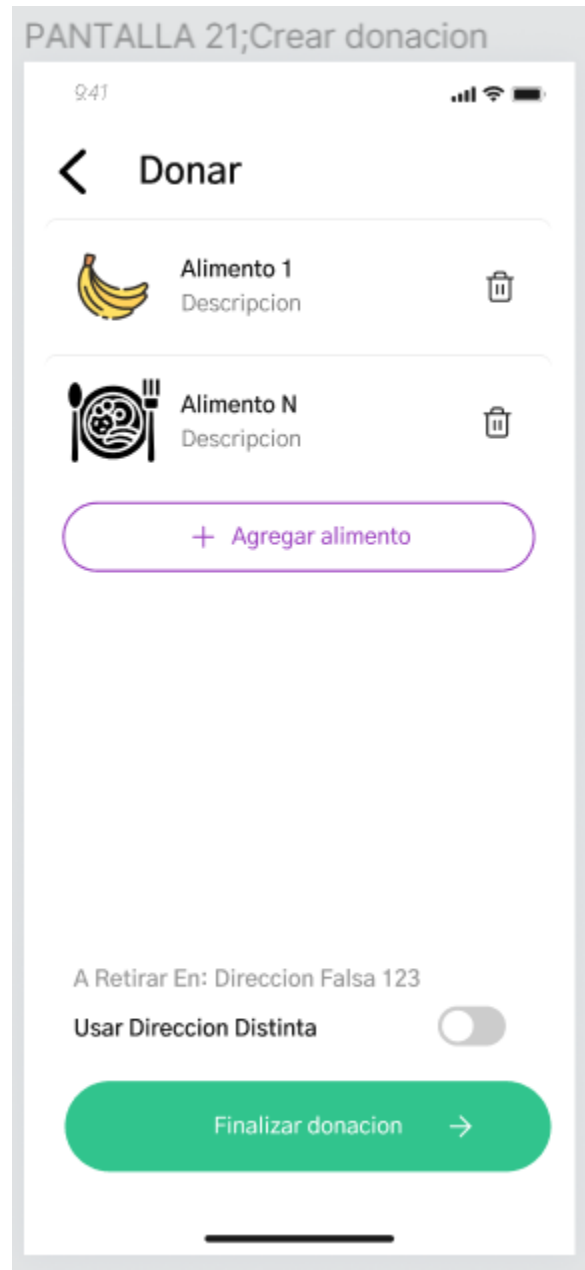 PANTALLA 21;Crear donacion
9:41
Donar
Alimento 1
Descripcion
Alimento N
Descripcion
+ Agregar alimento
A Retirar En: Direccion Falsa 123
Usar Direccion Distinta
Finalizar donacion →